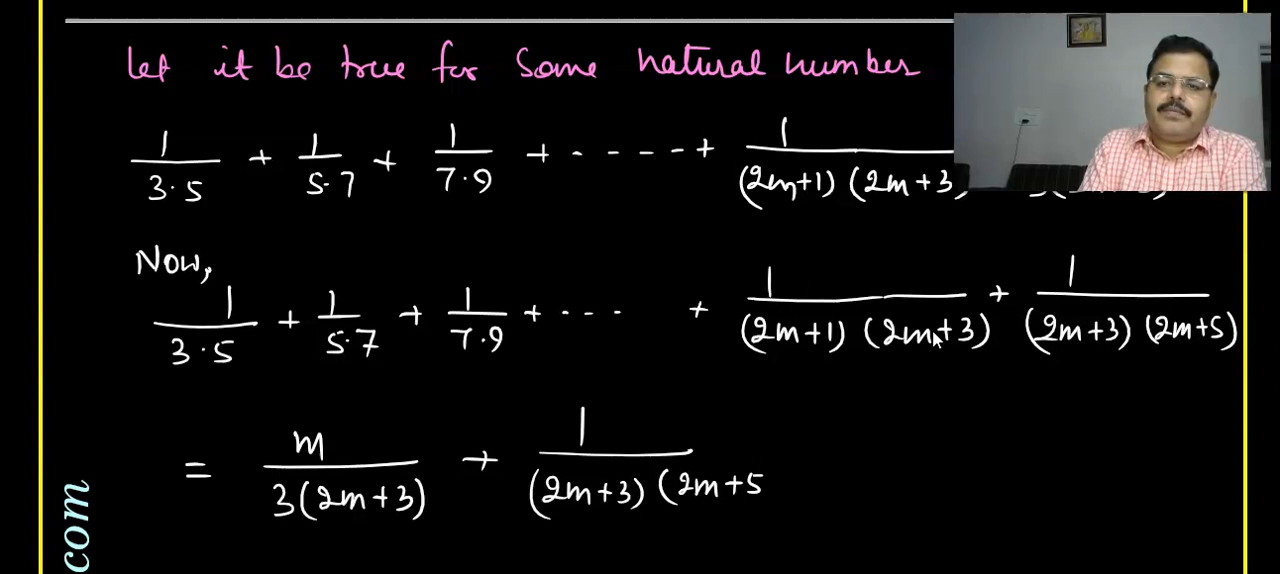 let it be true for some natural number
1/(3·5) + 1/(5·7) + 1/(7·9) + ----- + 1/((2m+1)(2m+3)
Now,
1/(3·5) + 1/(5·7) + 1/(7·9) + --- + 1/((2m+1)(2m+3)) + 1/((2m+3)(2m+5))
= m/(3(2m+3)) + 1/((2m+3)(2m+5
com